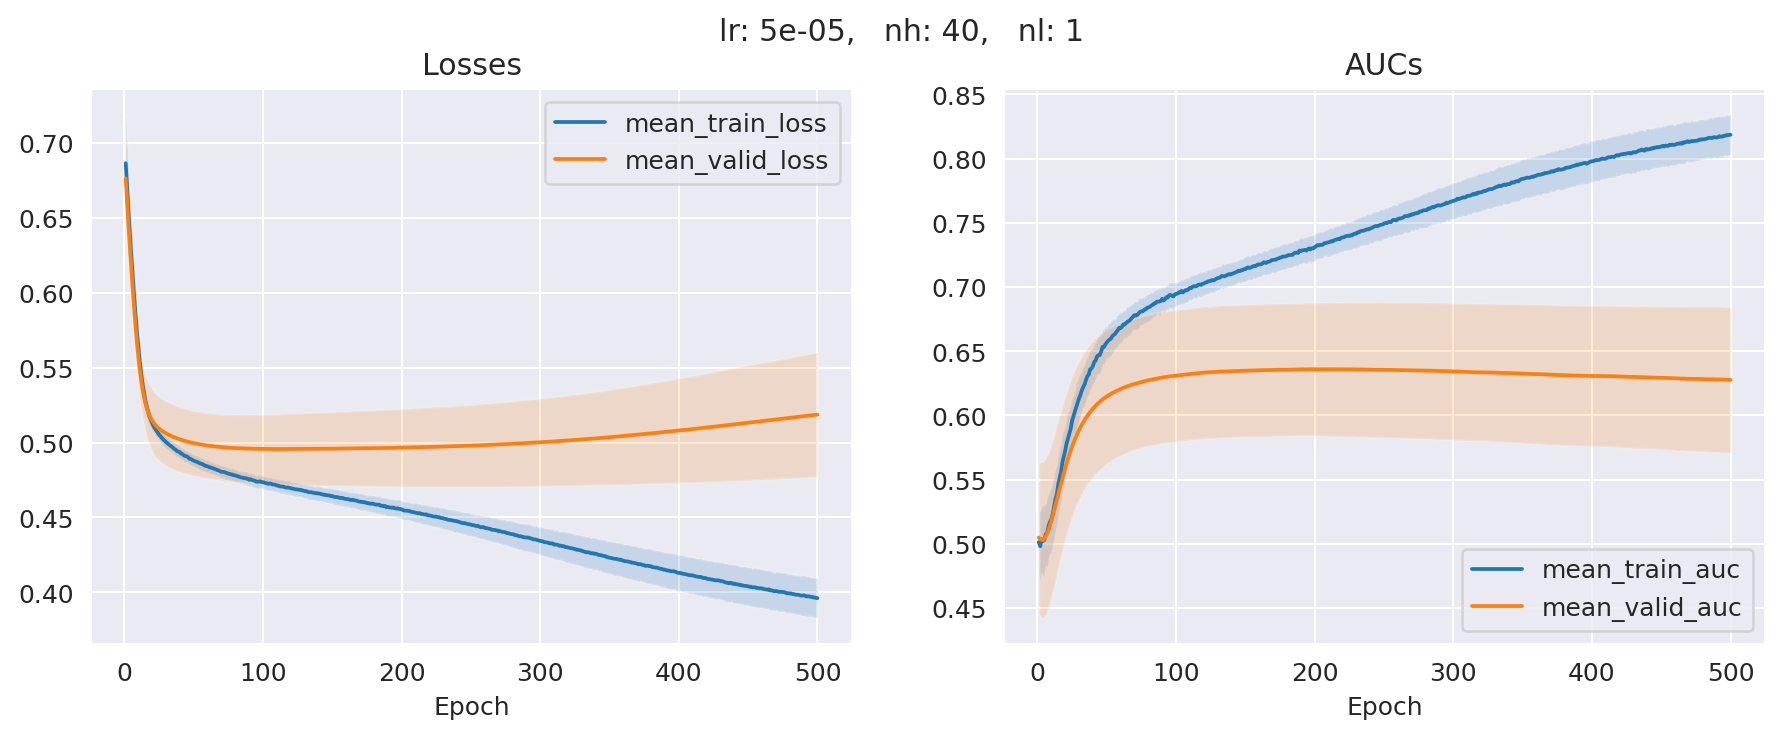 lr: 5e-05,   nh: 40,   nl: 1
Losses
0.70
0.65
0.60
0.55
0.50
0.45
0.40
mean_train_loss
mean_valid_loss
0 100 200 300 400 500
Epoch
AUCs
0.85
0.80
0.75
0.70
0.65
0.60
0.55
0.50
0.45
mean_train_auc
mean_valid_auc
0 100 200 300 400 500
Epoch